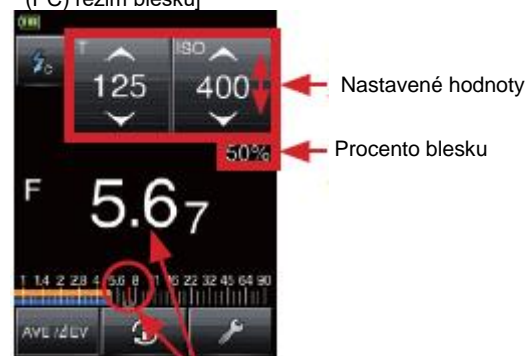 (PC) režim blesku]
T
ISO
125
400
Nastavené hodnoty
50%
Procento blesku
F 5.67
1 1.4 2 2.8 4 5.6 8 11 16 22 32 45 64 90
AVE/ΔEV